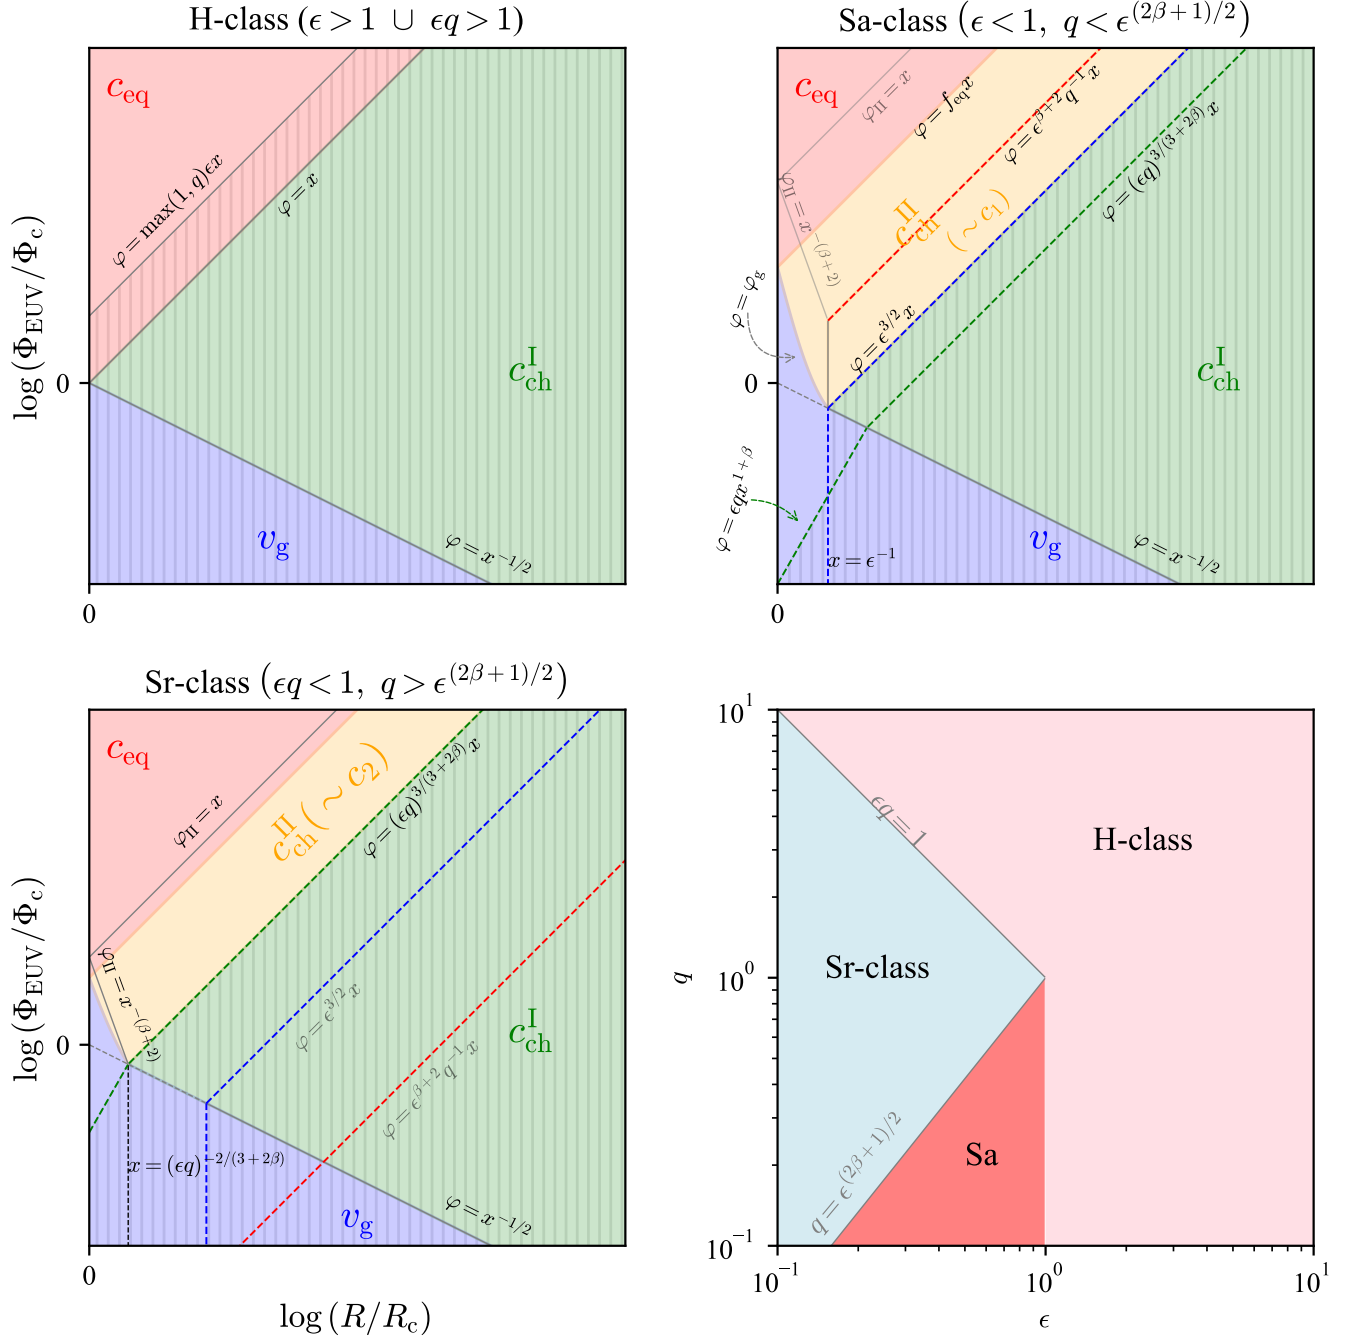 H-class (ϵ > 1 ∪ ϵq > 1)
c_eq
φ = max(1, q)ϵx
φ = x
c_ch^I
v_g
φ = x^{-1/2}
log (Φ_EUV/Φ_c)
0
0
Sa-class (ϵ < 1, q < ϵ^{(2β+1)/2})
c_eq
φ_II = x
φ = f_eq x
φ = ϵ^{β+2} q^{-1} x
φ = (ϵq)^{3/(3+2β)} x
φ_II = x^{-(β+2)}
c_ch^II
(∼ c_1)
φ = φ_g
φ = ϵ^{3/2} x
c_ch^I
φ = ϵqx^{1+β}
x = ϵ^{-1}
v_g
φ = x^{-1/2}
0
0
Sr-class (ϵq < 1, q > ϵ^{(2β+1)/2})
c_eq
φ_II = x
c_ch^II (∼ c_2)
φ = (ϵq)^{3/(3+2β)} x
φ_II = x^{-(β+2)}
φ = ϵ^{3/2} x
φ = ϵ^{β+2} q^{-1} x
c_ch^I
x = (ϵq)^{-2/(3+2β)}
v_g
φ = x^{-1/2}
log (Φ_EUV/Φ_c)
0
0
log (R/R_c)
10^1
10^0
10^{-1}
q
ϵq = 1
H-class
Sr-class
Sa
q = ϵ^{(2β+1)/2}
10^{-1}
10^0
10^1
ϵ